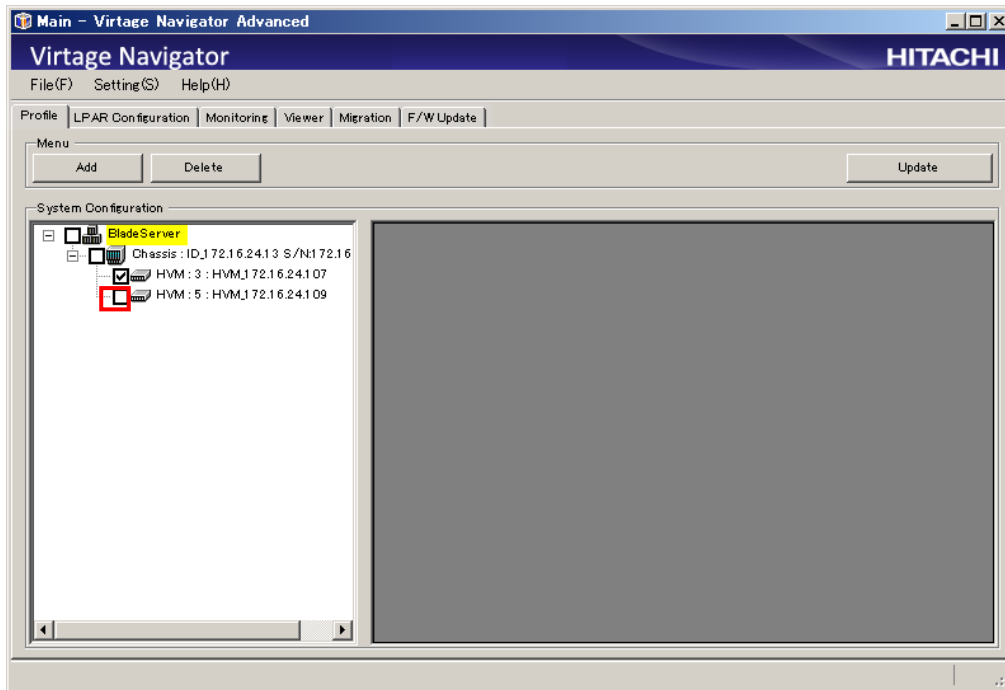 Main - Virtage Navigator Advanced
Virtage Navigator
HITACHI
File(F) Setting(S) Help(H)
Profile LPAR Configuration Monitoring Viewer Migration F/W Update
Menu
Add Delete Update
System Configuration
BladeServer
Chassis : ID_172.16.24.13 S/N:172.16
HVM : 3 : HVM_172.16.24.107
HVM : 5 : HVM_172.16.24.109